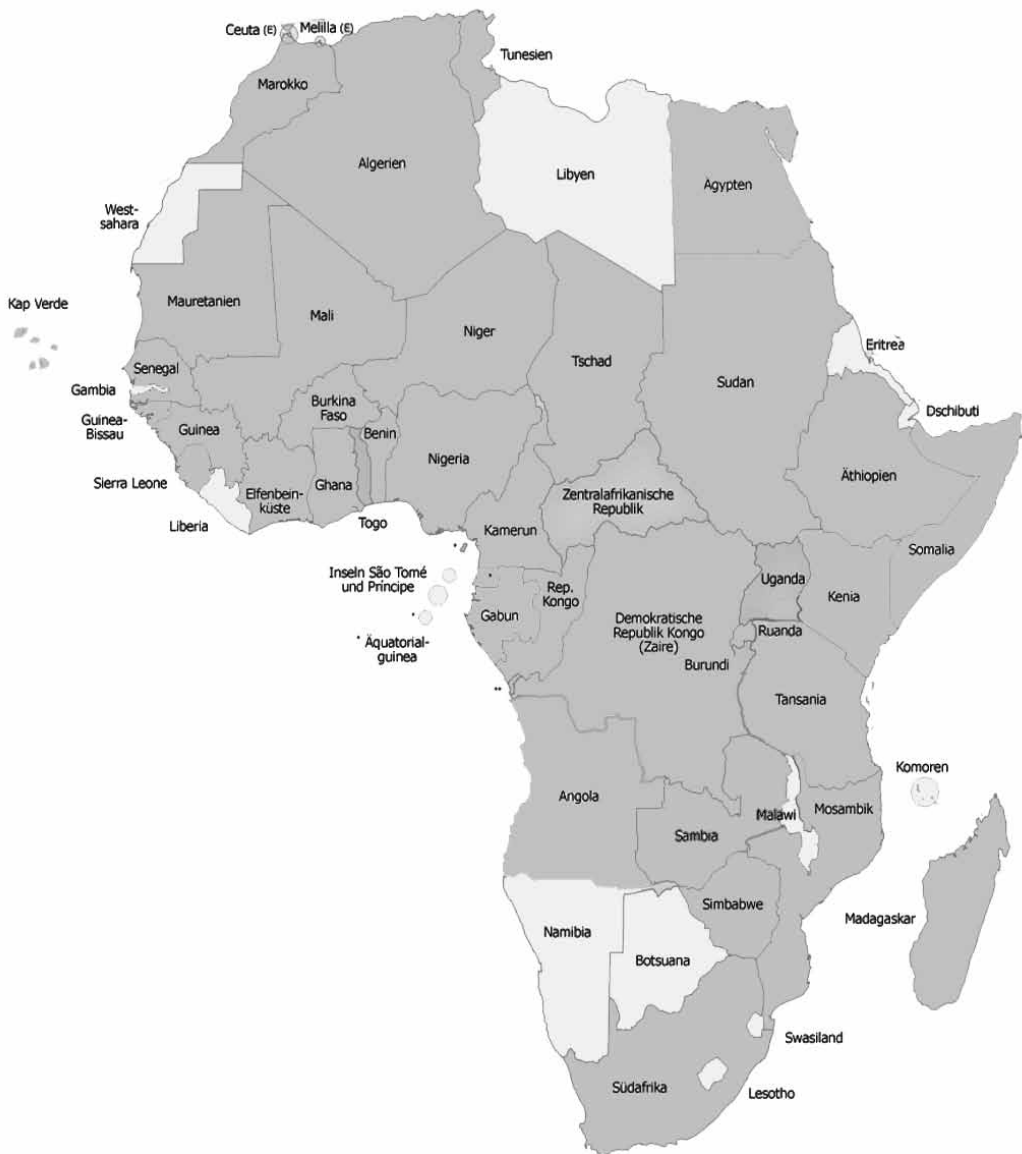 Ceuta (E)
Melilla (E)
Tunesien
Marokko
Algerien
Libyen
Ägypten
West-
sahara
Kap Verde
Mauretanien
Mali
Niger
Tschad
Sudan
Eritrea
Senegal
Gambia
Guinea-
Bissau
Guinea
Burkina
Faso
Benin
Dschibuti
Sierra Leone
Elfenbein-
küste
Ghana
Nigeria
Äthiopien
Liberia
Togo
Kamerun
Zentralafrikanische
Republik
Somalia
Inseln São Tomé
und Príncipe
Gabun
Rep.
Kongo
Uganda
Kenia
Äquatorial-
guinea
Demokratische
Republik Kongo
(Zaire)
Ruanda
Burundi
Tansania
Komoren
Angola
Sambia
Malawi
Mosambik
Simbabwe
Madagaskar
Namibia
Botsuana
Swasiland
Südafrika
Lesotho